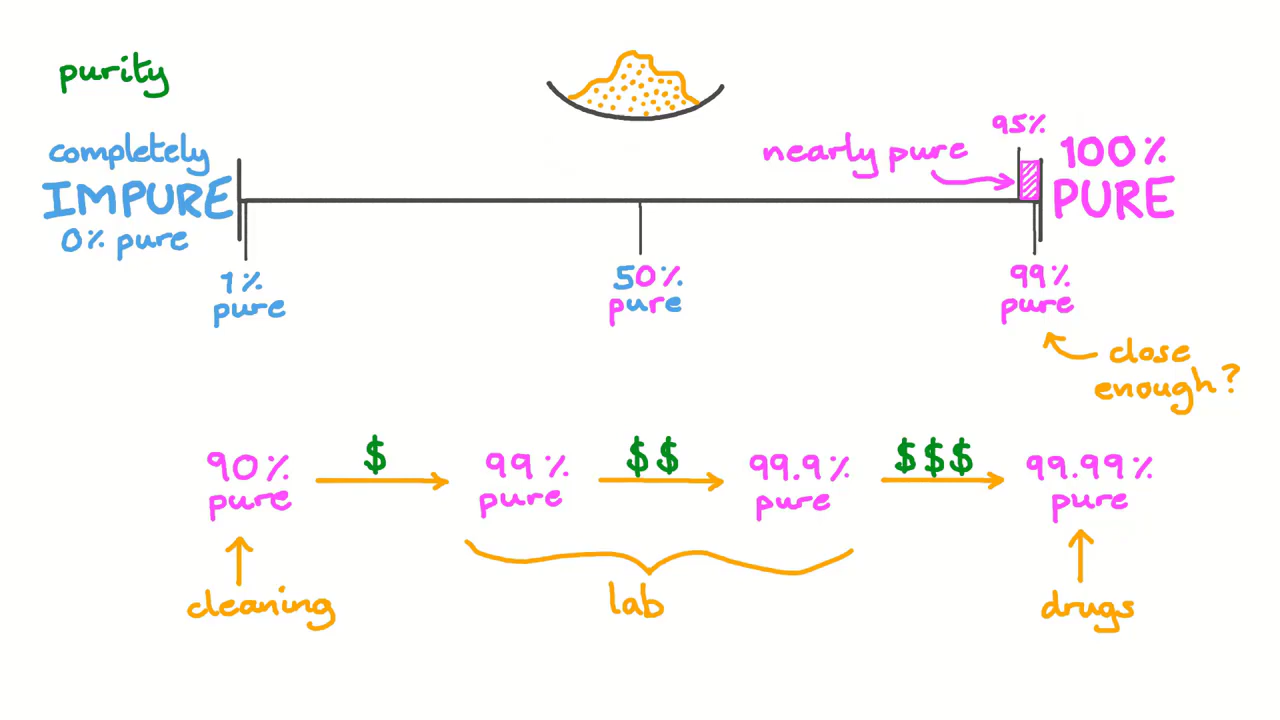 purity
completely
IMPURE
0% pure
nearly pure
95%
100%
PURE
1%
pure
50%
pure
99%
pure
close
enough?
90%
pure
$
99%
pure
$$
99.9%
pure
$$$
99.99%
pure
cleaning
lab
drugs